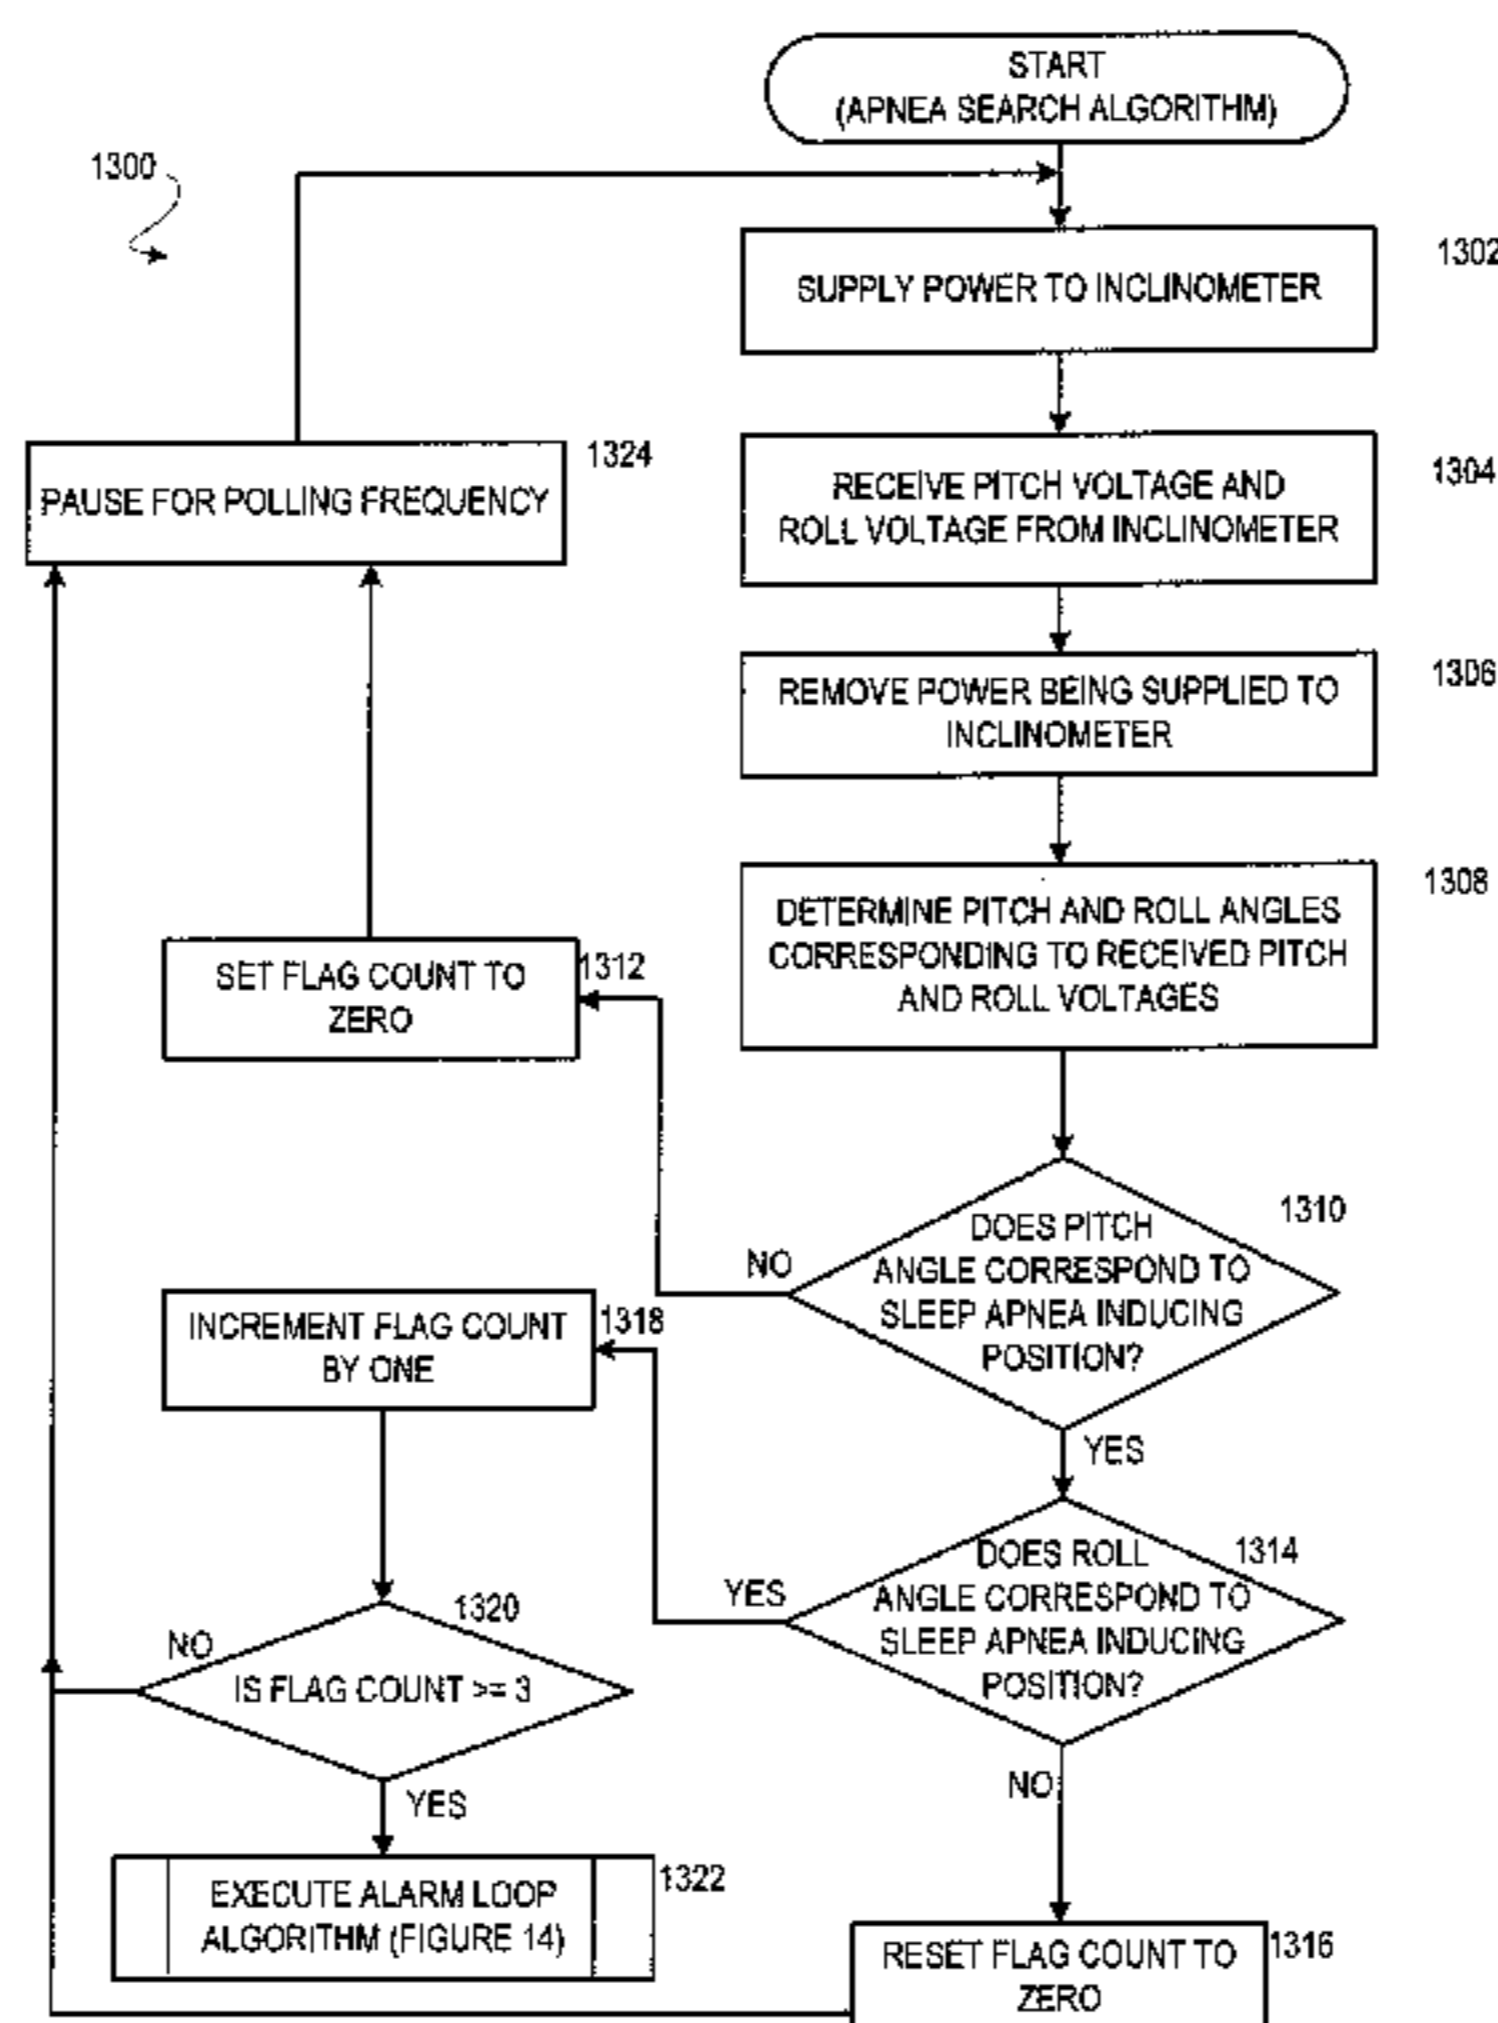 START
(APNEA SEARCH ALGORITHM)
1300
1302
SUPPLY POWER TO INCLINOMETER
1324
PAUSE FOR POLLING FREQUENCY
1304
RECEIVE PITCH VOLTAGE AND
ROLL VOLTAGE FROM INCLINOMETER
1306
REMOVE POWER BEING SUPPLIED TO
INCLINOMETER
1308
DETERMINE PITCH AND ROLL ANGLES
CORRESPONDING TO RECEIVED PITCH
AND ROLL VOLTAGES
1312
SET FLAG COUNT TO
ZERO
1310
DOES PITCH
ANGLE CORRESPOND TO
SLEEP APNEA INDUCING
POSITION?
NO
YES
1318
INCREMENT FLAG COUNT
BY ONE
1314
DOES ROLL
ANGLE CORRESPOND TO
SLEEP APNEA INDUCING
POSITION?
YES
NO
1320
NO
IS FLAG COUNT >= 3
YES
1322
EXECUTE ALARM LOOP
ALGORITHM (FIGURE 14)
1316
RESET FLAG COUNT TO
ZERO